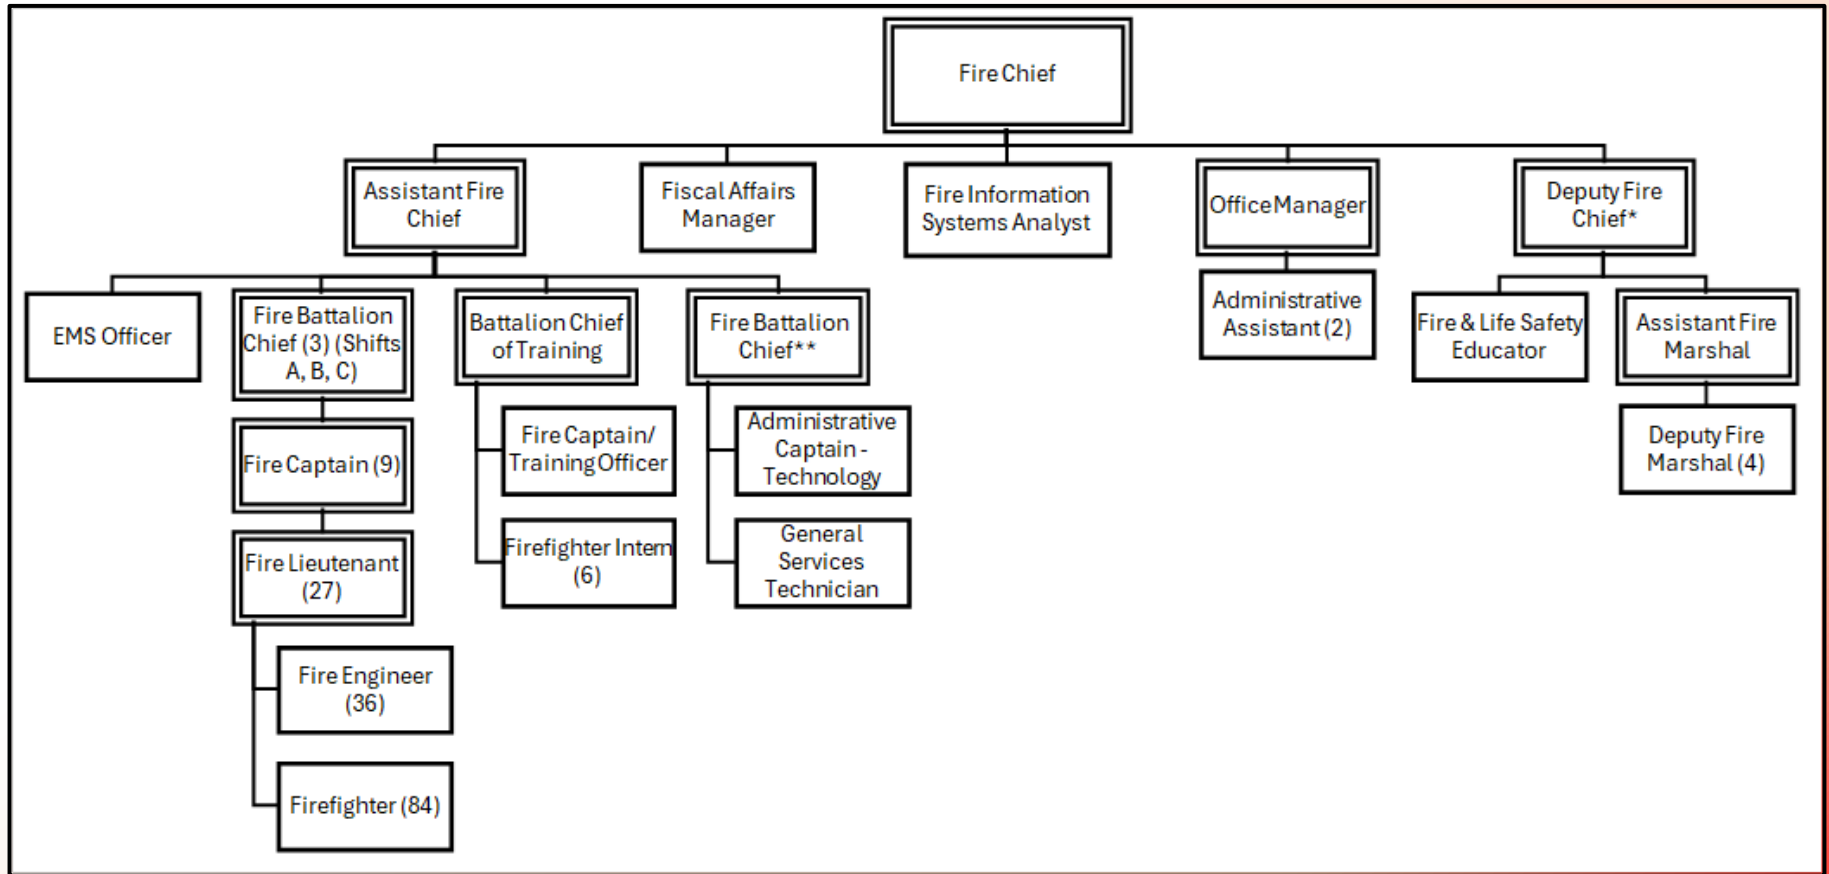 Fire Chief
Assistant Fire
Chief
Fiscal Affairs
Manager
Fire Information
Systems Analyst
Office Manager
Deputy Fire
Chief*
EMS Officer
Fire Battalion
Chief (3) (Shifts
A, B, C)
Battalion Chief
of Training
Fire Battalion
Chief**
Administrative
Assistant (2)
Fire & Life Safety
Educator
Assistant Fire
Marshal
Fire Captain (9)
Fire Captain/
Training Officer
Administrative
Captain -
Technology
Deputy Fire
Marshal (4)
Fire Lieutenant
(27)
Firefighter Intern
(6)
General
Services
Technician
Fire Engineer
(36)
Firefighter (84)